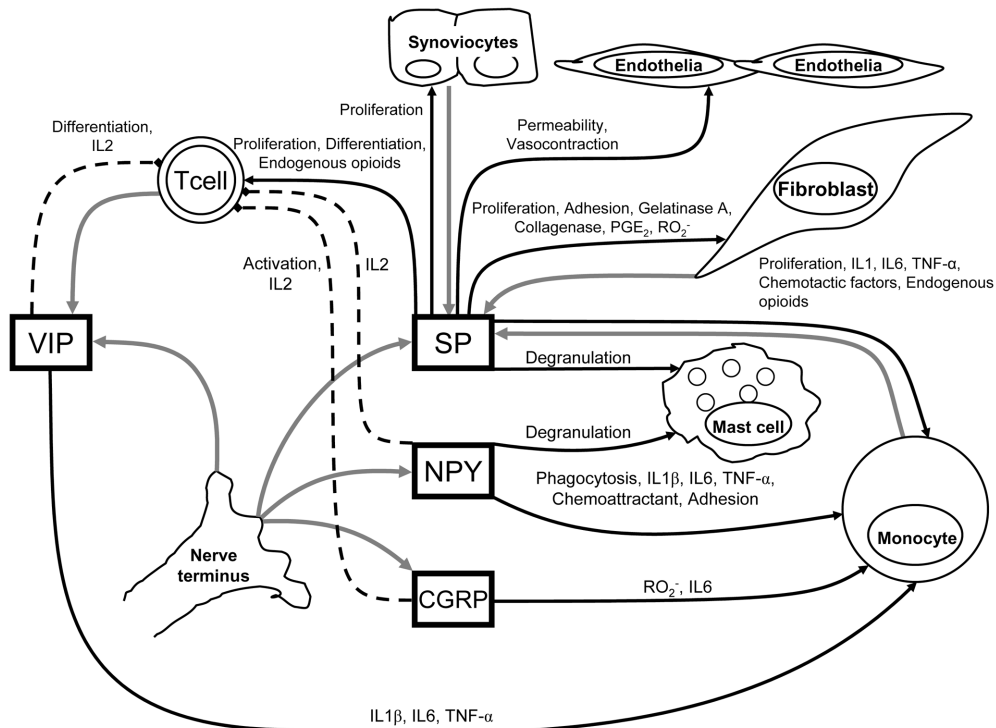 Synoviocytes
Endothelia
Endothelia
Proliferation
Permeability,
Vasocontraction
Differentiation,
IL2
Proliferation, Differentiation,
Endogenous opioids
Tcell
Fibroblast
Proliferation, Adhesion, Gelatinase A,
Collagenase, PGE₂, RO₂⁻
Activation,
IL2
IL2
Proliferation, IL1, IL6, TNF-α,
Chemotactic factors, Endogenous
opioids
VIP
SP
Degranulation
Mast cell
Degranulation
NPY
Phagocytosis, IL1β, IL6, TNF-α,
Chemoattractant, Adhesion
Monocyte
Nerve
terminus
CGRP
RO₂⁻, IL6
IL1β, IL6, TNF-α